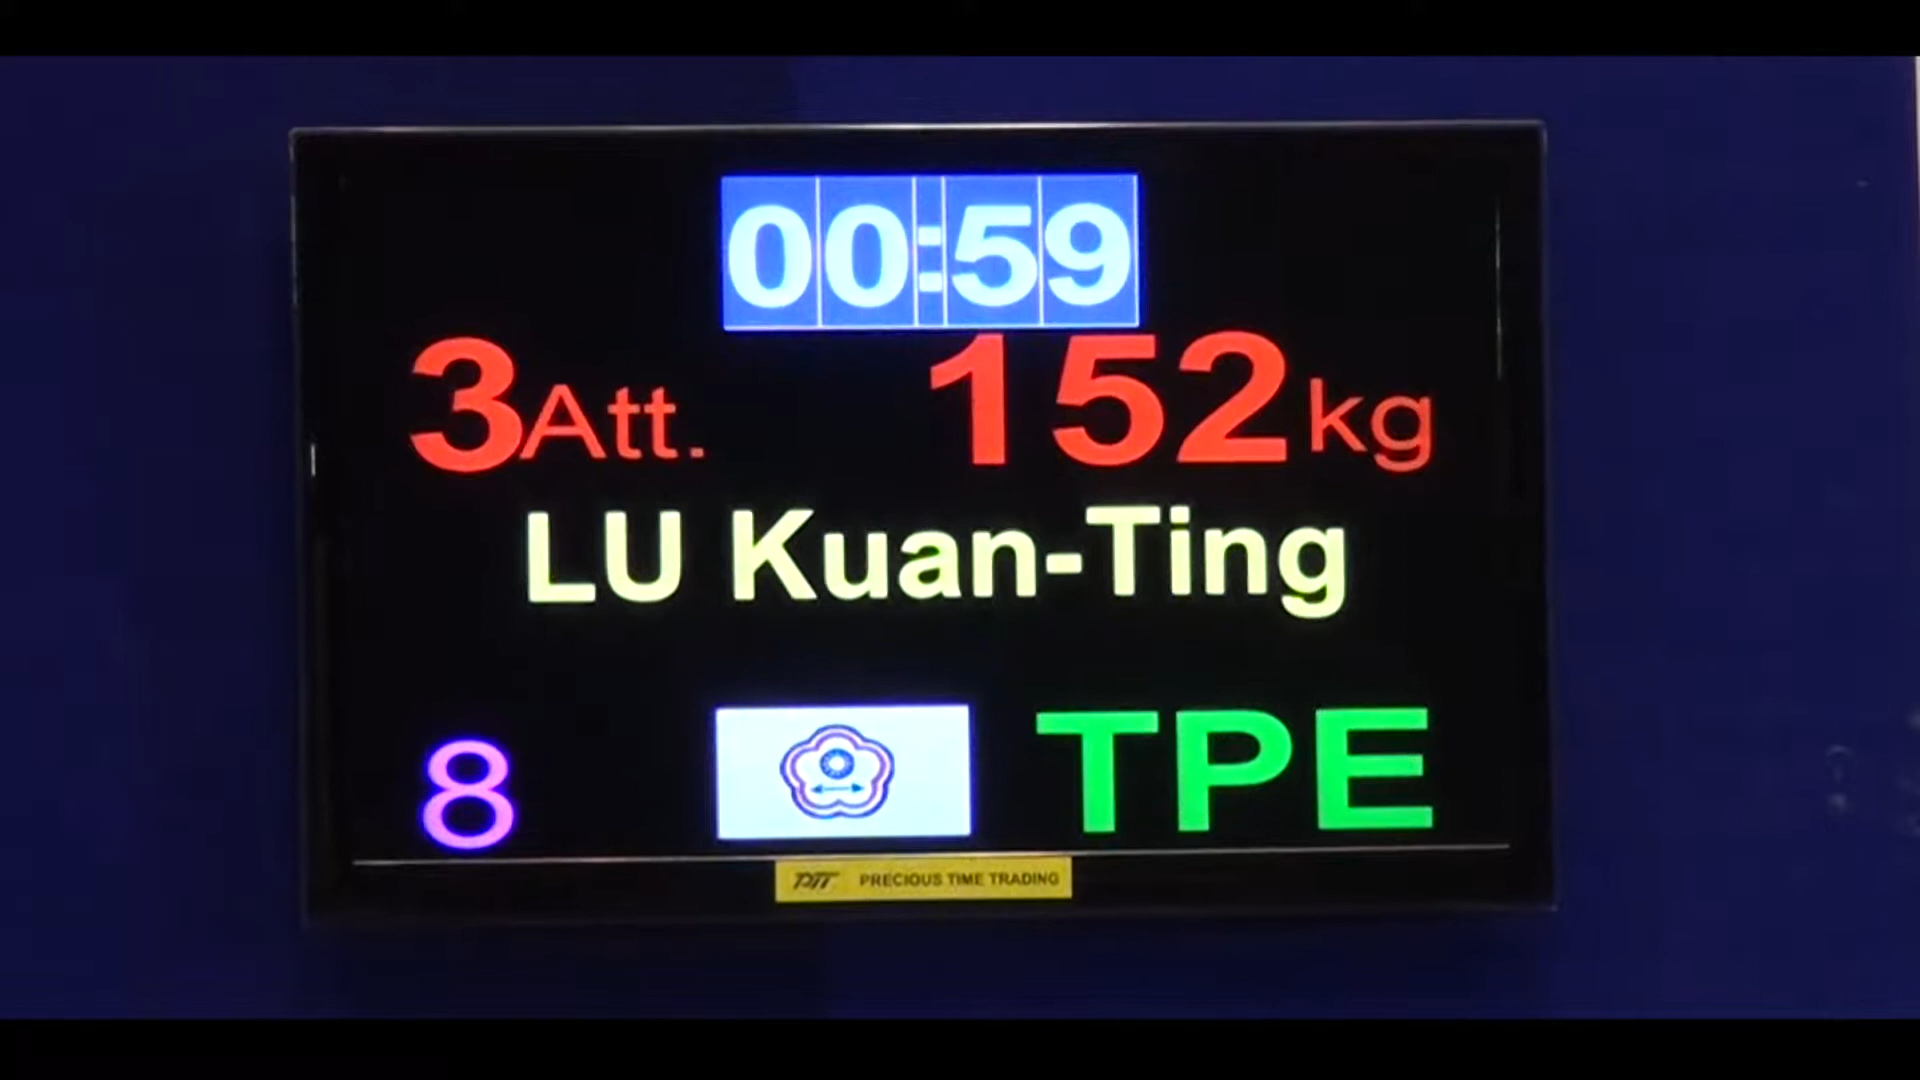 00:59
3Att. 152kg
LU Kuan-Ting
8 TPE
PTT PRECIOUS TIME TRADING